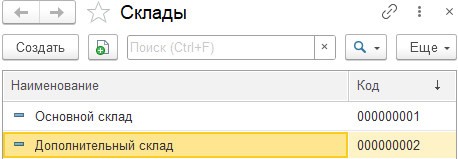 Склады
Создать Поиск (Ctrl+F) × Еще
Наименование Код ↓
Основной склад 000000001
Дополнительный склад 000000002